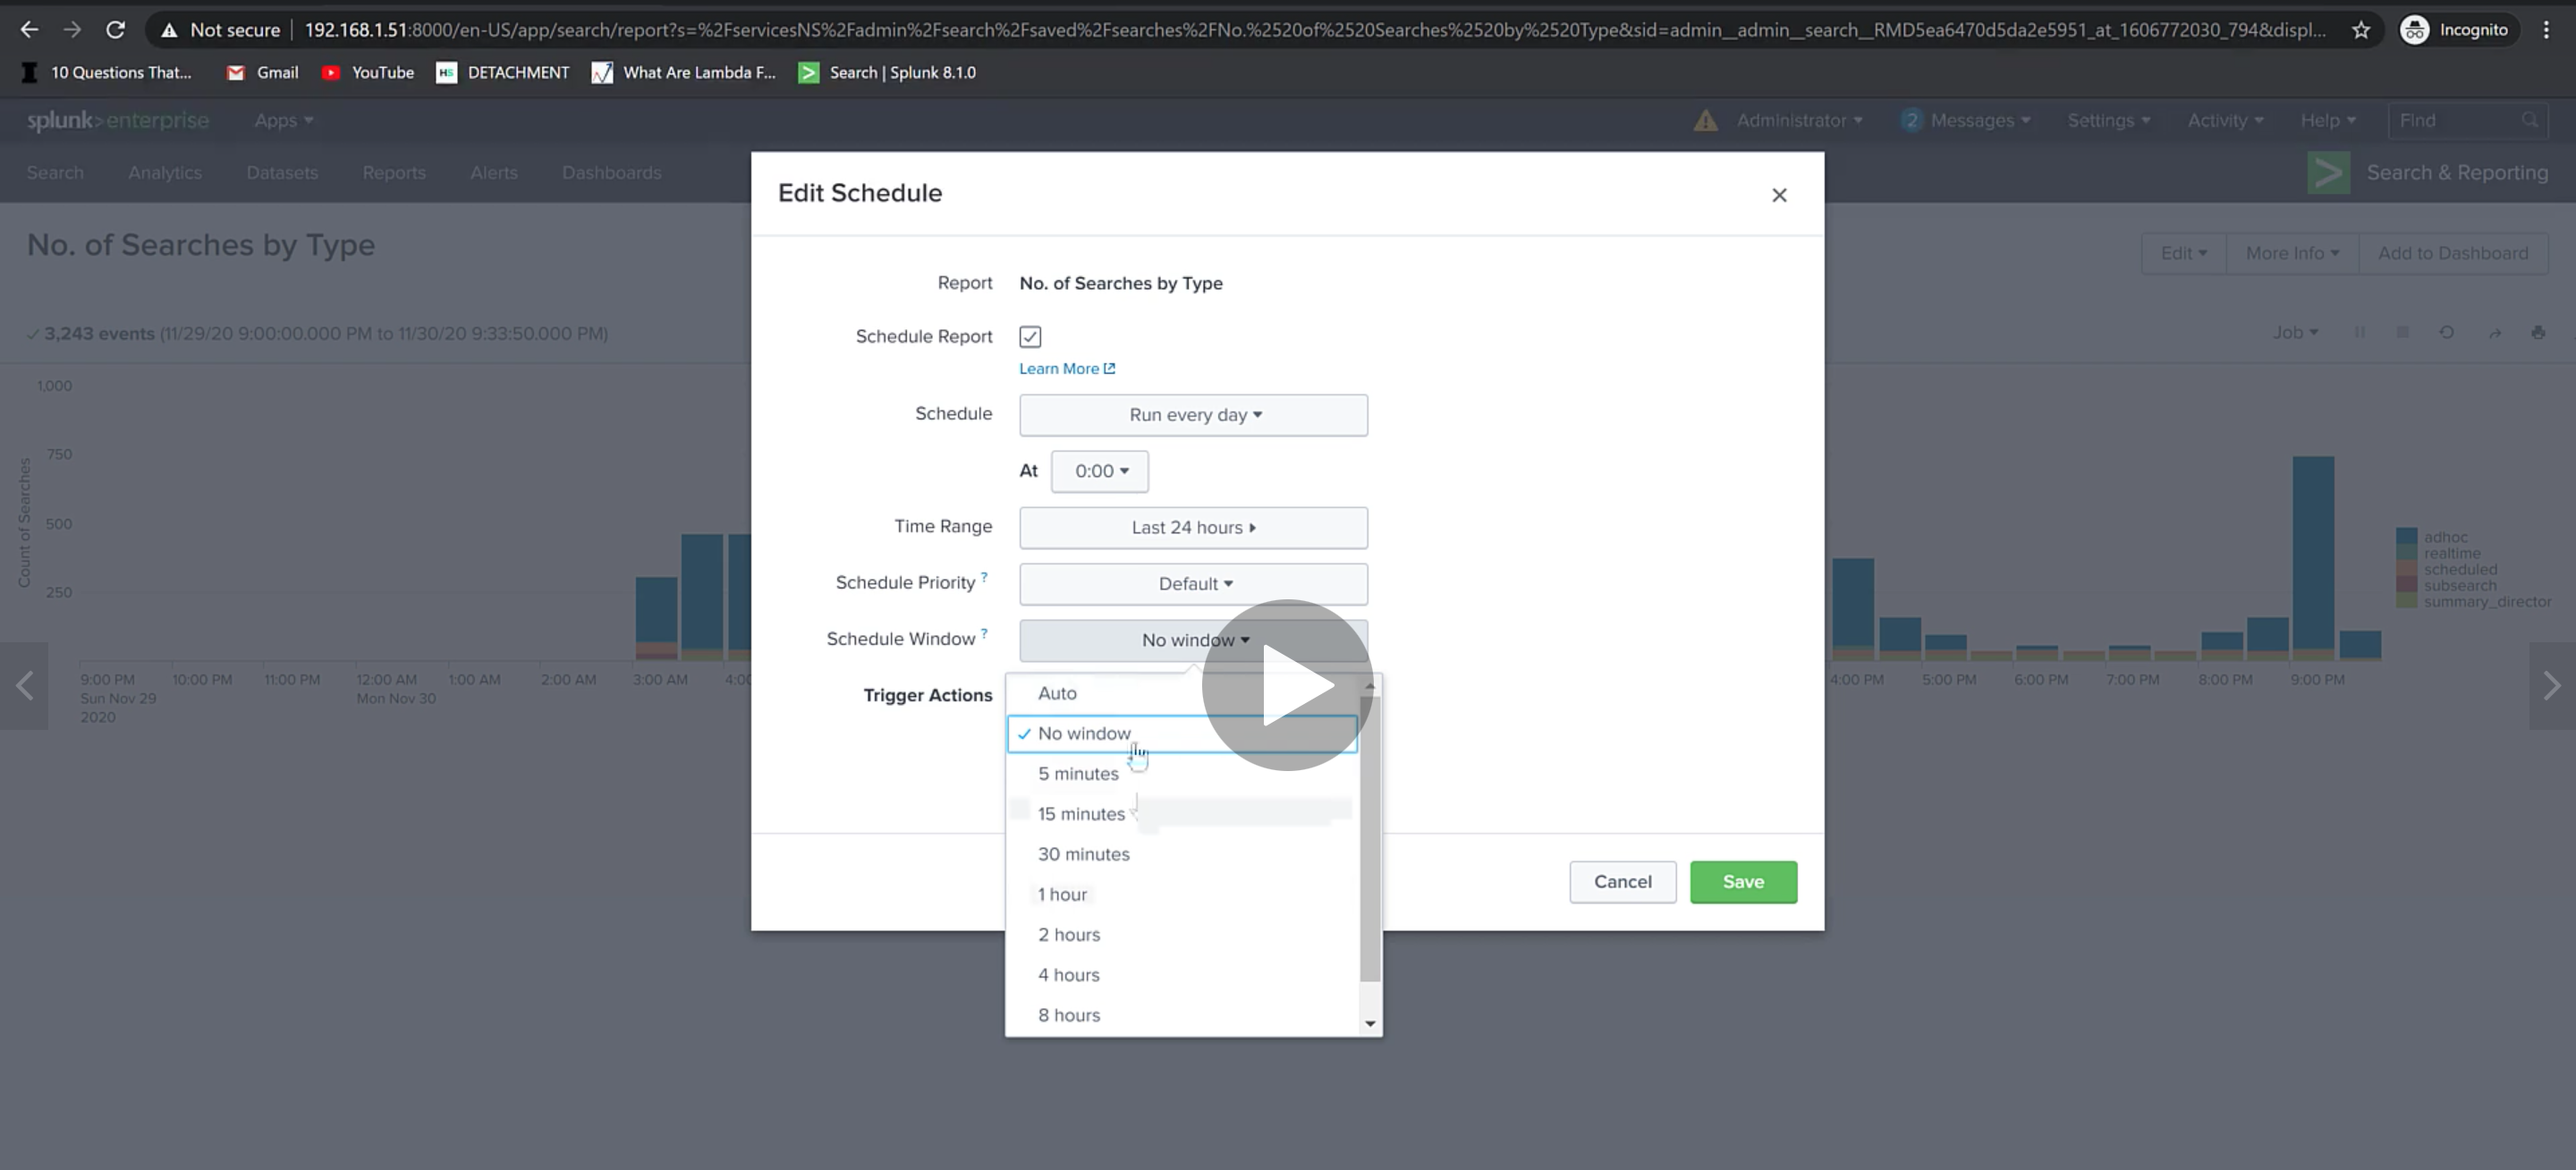 Not secure 192.168.1.51:8000/en-US/app/search/report?s=%2FservicesNS%2Fadmin%2Fsearch%2Fsaved%2Fsearches%2FNo.%2520of%2520Searches%2520by%2520Type&sid=admin__admin__search__RMD5ea6470d5da2e5951_at_1606772030_794&displ... Incognito
10 Questions That... Gmail YouTube HS DETACHMENT What Are Lambda F... Search | Splunk 8.1.0
splunk>enterprise Apps Administrator 2 Messages Settings Activity Help Find
Search Analytics Datasets Reports Alerts Dashboards Search & Reporting
No. of Searches by Type
Edit More Info Add to Dashboard
3,243 events (11/29/20 9:00:00.000 PM to 11/30/20 9:33:50.000 PM)
Job
Count of Searches
1,000
750
500
250
9:00 PM 10:00 PM 11:00 PM 12:00 AM 1:00 AM 2:00 AM 3:00 AM 4:00 4:00 PM 5:00 PM 6:00 PM 7:00 PM 8:00 PM 9:00 PM
Sun Nov 29 Mon Nov 30
2020
adhoc
realtime
scheduled
subsearch
summary_director
Edit Schedule
Report No. of Searches by Type
Schedule Report
Learn More
Schedule Run every day
At 0:00
Time Range Last 24 hours
Schedule Priority ? Default
Schedule Window ? No window
Trigger Actions
Auto
No window
5 minutes
15 minutes
30 minutes
1 hour
2 hours
4 hours
8 hours
Cancel Save